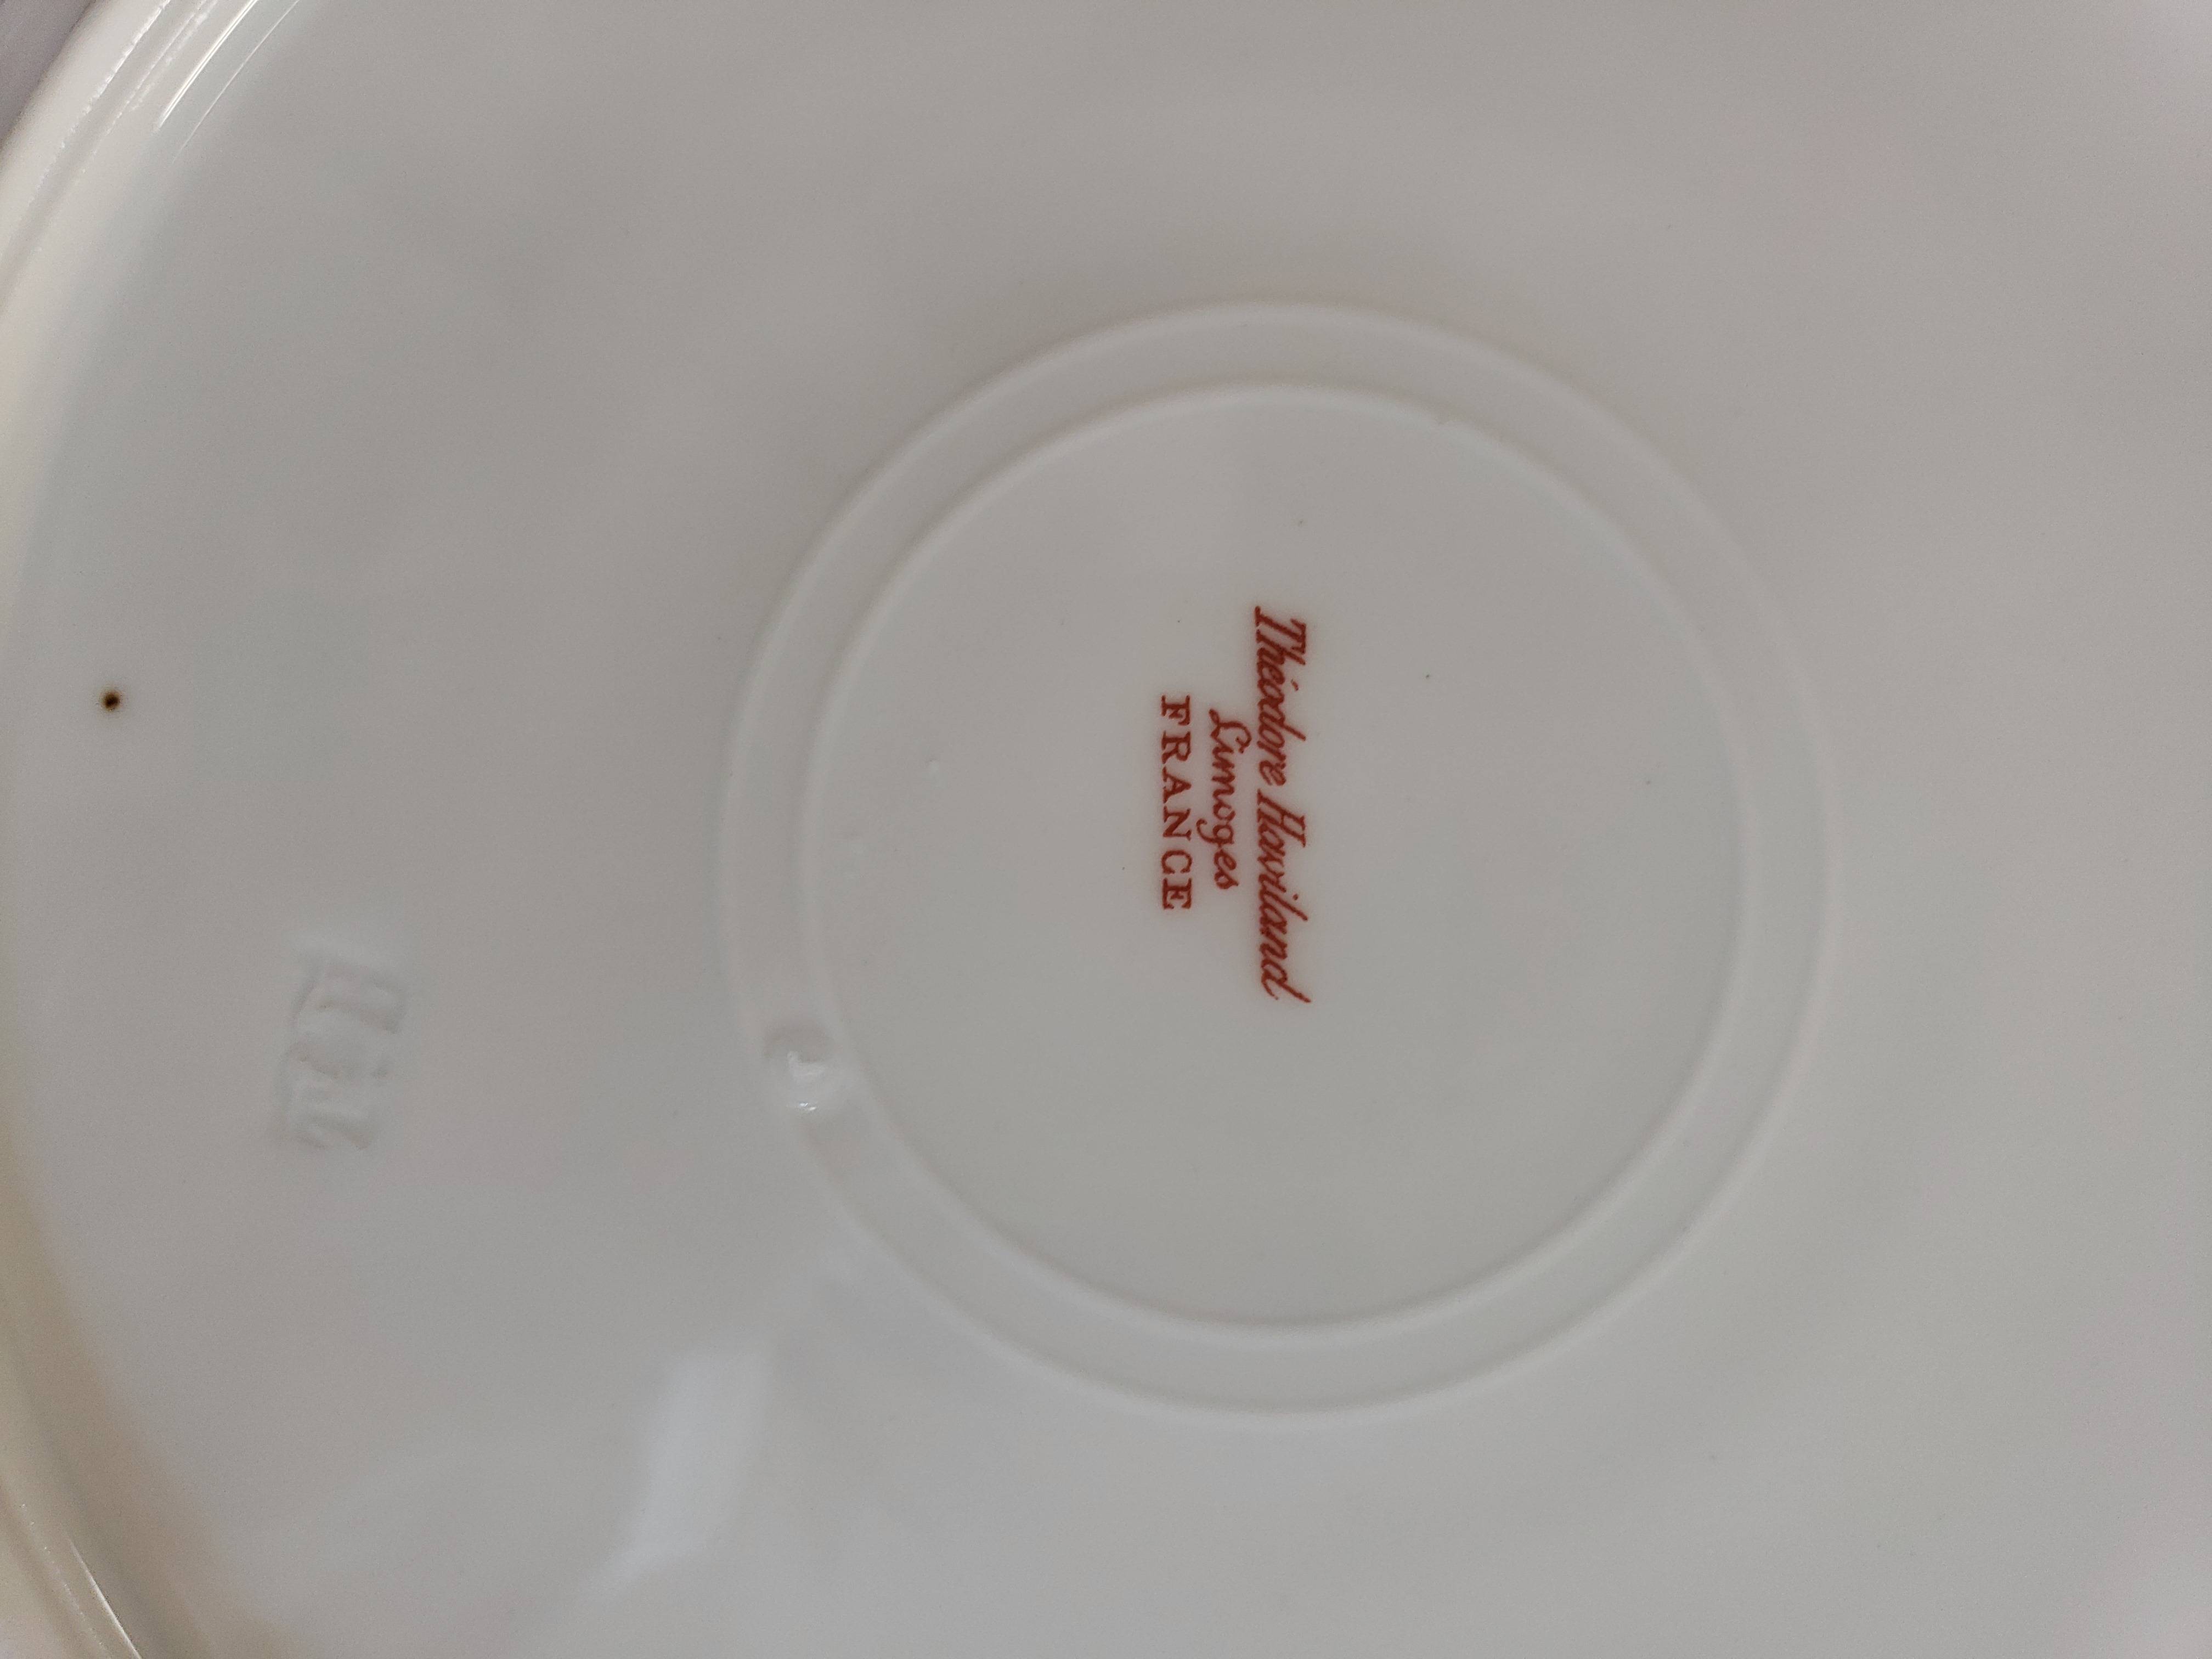 Théodore Haviland
Limoges
FRANCE